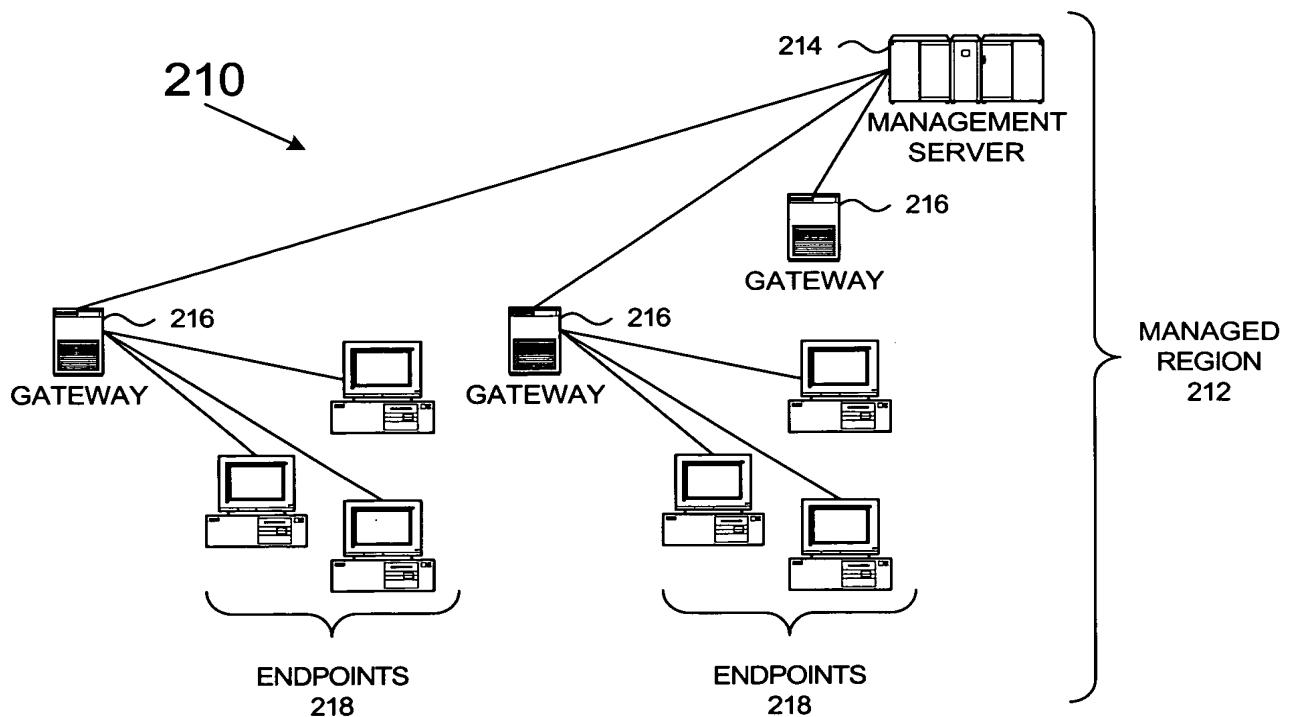 214
210
MANAGEMENT
SERVER
216
GATEWAY
216
GATEWAY
216
GATEWAY
MANAGED
REGION
212
ENDPOINTS
218
ENDPOINTS
218